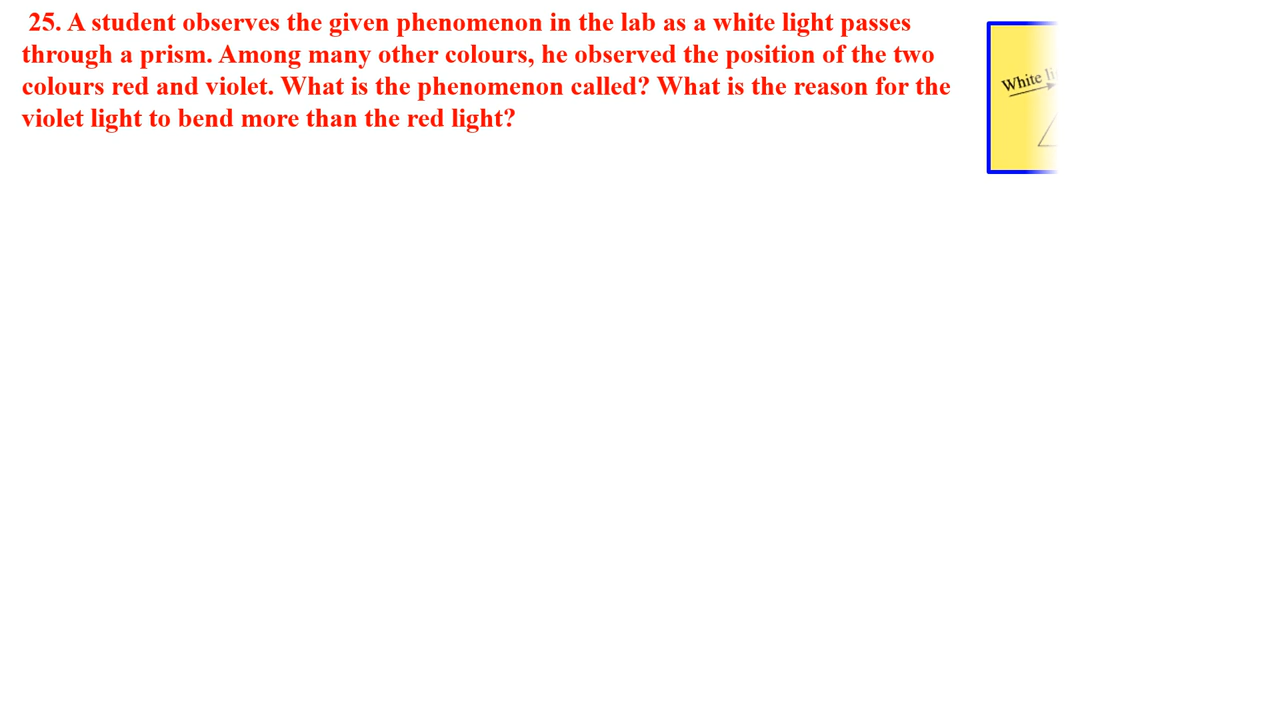 25. A student observes the given phenomenon in the lab as a white light passes
through a prism. Among many other colours, he observed the position of the two
colours red and violet. What is the phenomenon called? What is the reason for the
violet light to bend more than the red light?
White